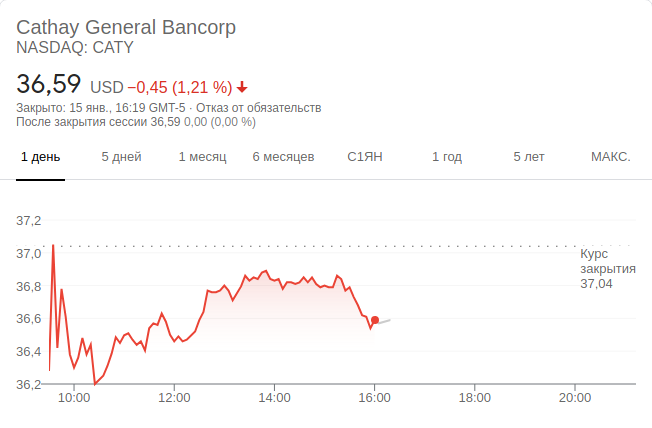 Cathay General Bancorp
NASDAQ: CATY
36,59 USD −0,45 (1,21 %)
Закрыто: 15 янв., 16:19 GMT-5 · Отказ от обязательств
После закрытия сессии 36,59 0,00 (0,00 %)
1 день 5 дней 1 месяц 6 месяцев С1ЯН 1 год 5 лет МАКС.
37,2
37,0
Курс
закрытия
37,04
36,8
36,6
36,4
36,2
10:00 12:00 14:00 16:00 18:00 20:00